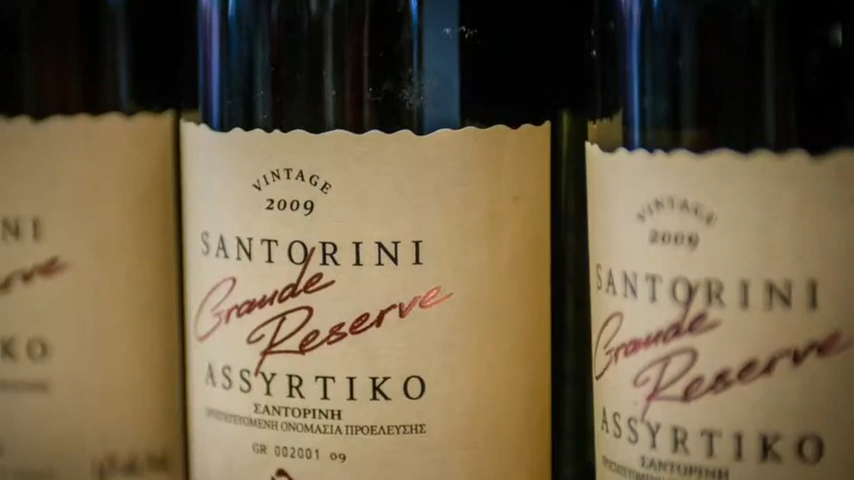 VINTAGE
2009
SANTORINI
Grande
Reserve
ASSYRTIKO
ΣΑΝΤΟΡΙΝΗ
ΠΡΟΣΤΑΤΕΥΟΜΕΝΗ ΟΝΟΜΑΣΙΑ ΠΡΟΕΛΕΥΣΗΣ
GR 002001 09
VINTAGE
2009
SANTORINI
Grande
Reserve
ASSYRTIKO
ΣΑΝΤΟΡΙΝΗ